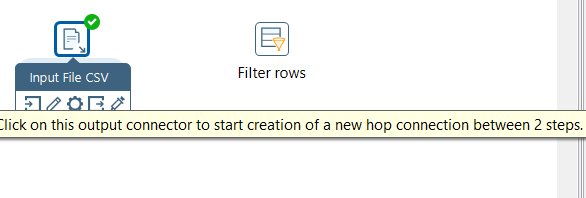 Input File CSV
Filter rows
Click on this output connector to start creation of a new hop connection between 2 steps.